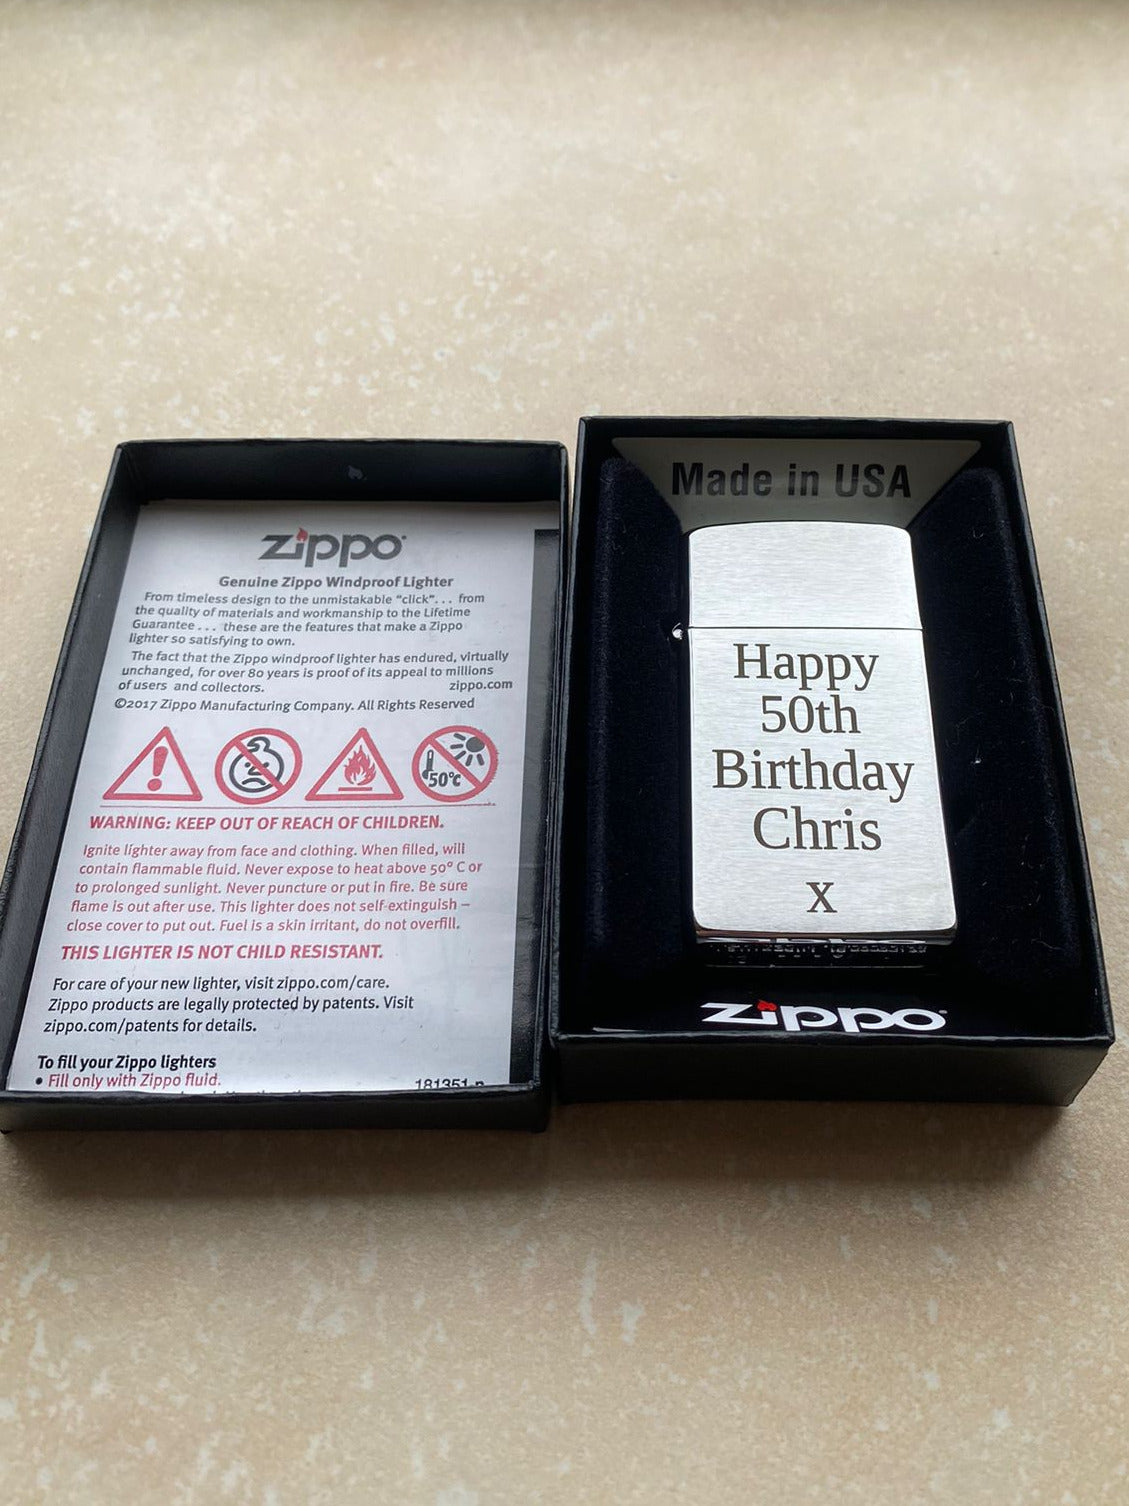 Zippo
Genuine Zippo Windproof Lighter
From timeless design to the unmistakable “click”. . . from
the quality of materials and workmanship to the Lifetime
Guarantee . . . these are the features that make a Zippo
lighter so satisfying to own.
The fact that the Zippo windproof lighter has endured, virtually
unchanged, for over 80 years is proof of its appeal to millions
of users and collectors. zippo.com
©2017 Zippo Manufacturing Company. All Rights Reserved
50°C
WARNING: KEEP OUT OF REACH OF CHILDREN.
Ignite lighter away from face and clothing. When filled, will
contain flammable fluid. Never expose to heat above 50° C or
to prolonged sunlight. Never puncture or put in fire. Be sure
flame is out after use. This lighter does not self-extinguish –
close cover to put out. Fuel is a skin irritant, do not overfill.
THIS LIGHTER IS NOT CHILD RESISTANT.
For care of your new lighter, visit zippo.com/care.
Zippo products are legally protected by patents. Visit
zippo.com/patents for details.
To fill your Zippo lighters
• Fill only with Zippo fluid.
Made in USA
Happy
50th
Birthday
Chris
x
Zippo